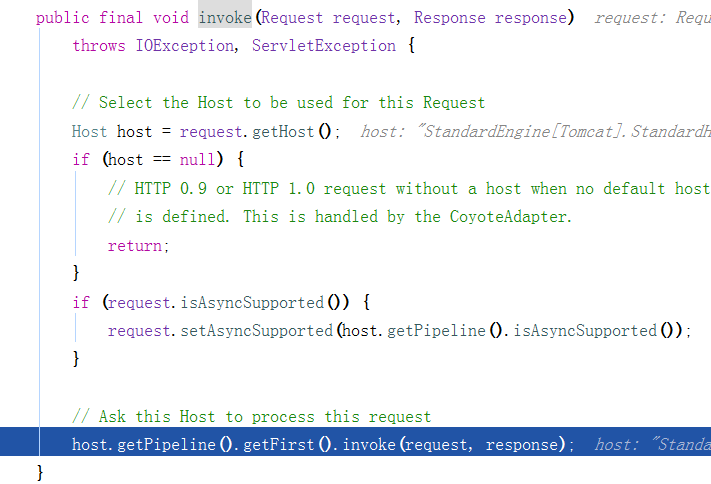 public final void invoke(Request request, Response response)  request: Requ
throws IOException, ServletException {
// Select the Host to be used for this Request
Host host = request.getHost();  host: "StandardEngine[Tomcat].StandardH
if (host == null) {
// HTTP 0.9 or HTTP 1.0 request without a host when no default host
// is defined. This is handled by the CoyoteAdapter.
return;
}
if (request.isAsyncSupported()) {
request.setAsyncSupported(host.getPipeline().isAsyncSupported());
}
// Ask this Host to process this request
host.getPipeline().getFirst().invoke(request, response);  host: "Standa
}